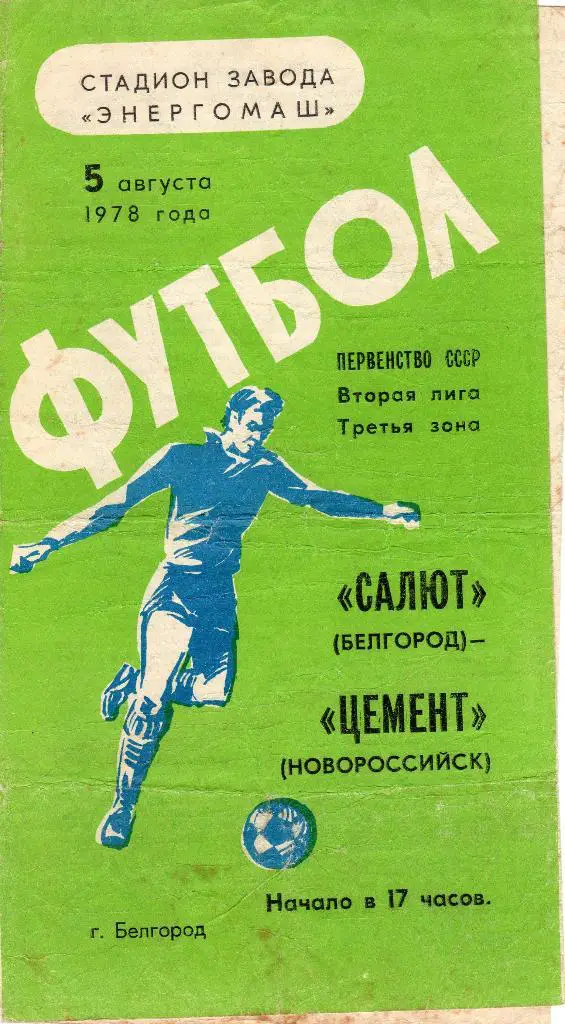 СТАДИОН ЗАВОДА
«ЭНЕРГОМАШ»
5 августа
1978 года
ФУТБОЛ
ПЕРВЕНСТВО СССР
Вторая лига
Третья зона
«САЛЮТ»
(БЕЛГОРОД)—
«ЦЕМЕНТ»
(НОВОРОССИЙСК)
Начало в 17 часов.
г. Белгород